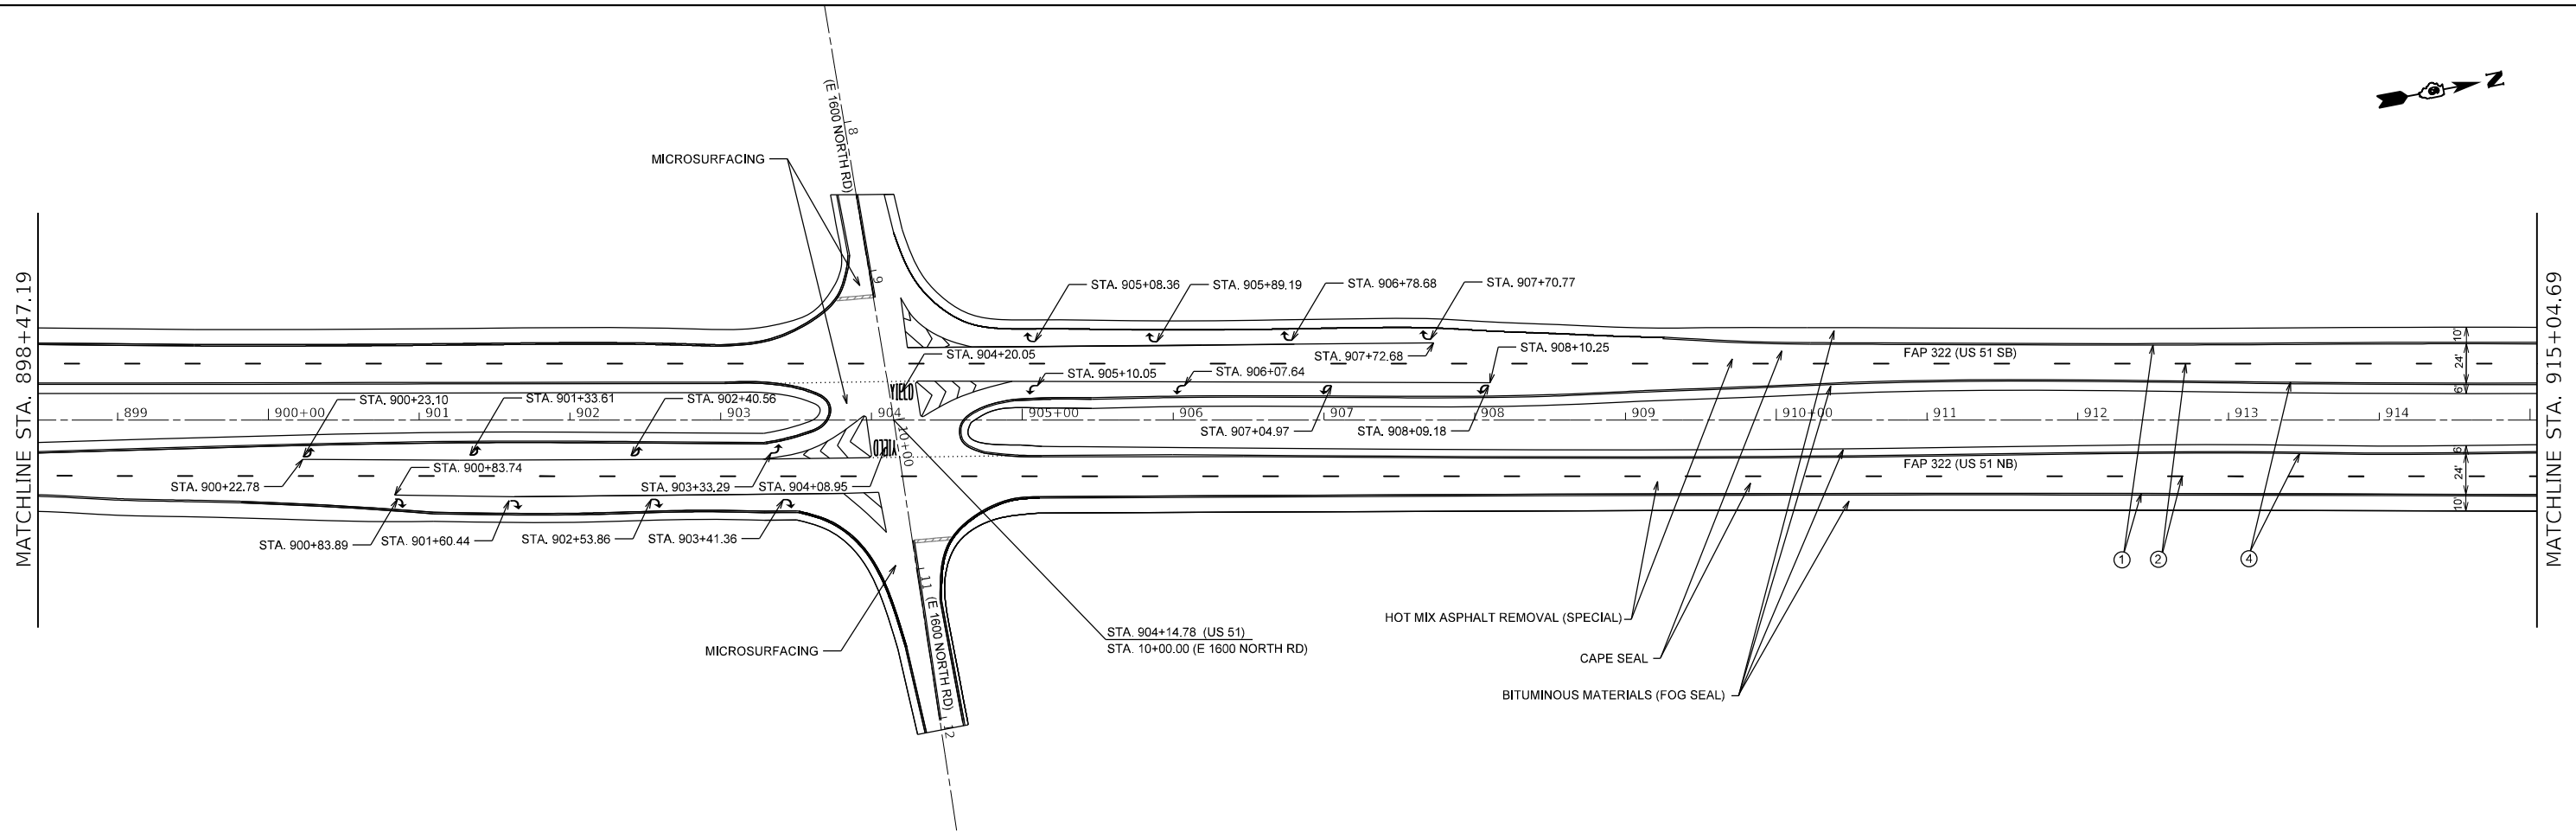 N
(E 1600 NORTH RD)
8
MICROSURFACING
9
MATCHLINE STA. 898+47.19
MATCHLINE STA. 915+04.69
STA. 905+08.36
STA. 905+89.19
STA. 906+78.68
STA. 907+70.77
STA. 904+20.05
STA. 907+72.68
STA. 908+10.25
FAP 322 (US 51 SB)
10'
24'
6'
STA. 905+10.05
STA. 906+07.64
YIELD
STA. 900+23.10
STA. 901+33.61
STA. 902+40.56
899
900+00
901
902
903
904
905+00
906
907
908
909
910+00
911
912
913
914
STA. 907+04.97
STA. 908+09.18
10+00
YIELD
STA. 900+83.74
STA. 900+22.78
STA. 903+33.29
STA. 904+08.95
FAP 322 (US 51 NB)
6'
24'
10'
STA. 900+83.89
STA. 901+60.44
STA. 902+53.86
STA. 903+41.36
1
2
4
11
(E 1600 NORTH RD)
12
HOT MIX ASPHALT REMOVAL (SPECIAL)
STA. 904+14.78 (US 51)
STA. 10+00.00 (E 1600 NORTH RD)
MICROSURFACING
CAPE SEAL
BITUMINOUS MATERIALS (FOG SEAL)